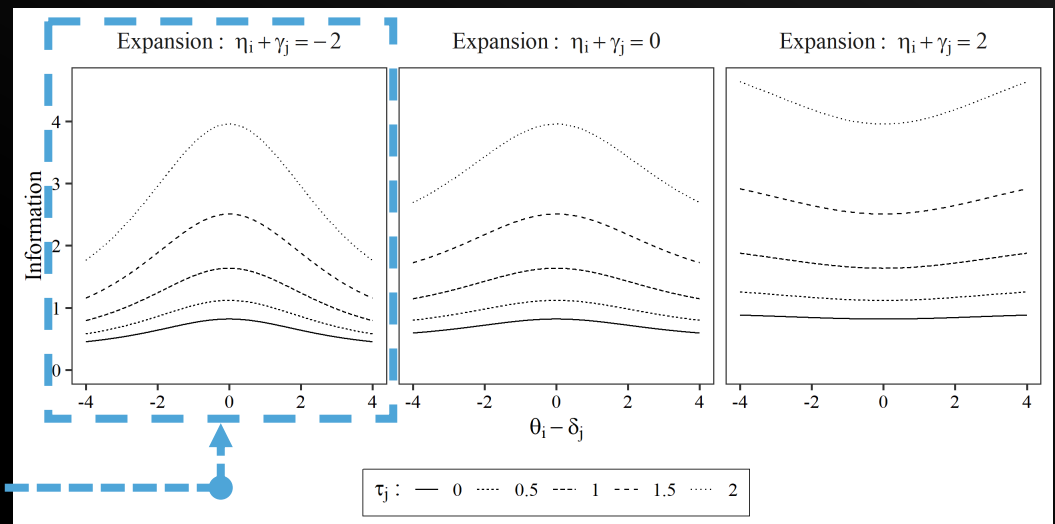 Expansion : ηi + γj = − 2
Expansion : ηi + γj = 0
Expansion : ηi + γj = 2
Information
4
3
2
1
0
-4 -2 0 2 4
-4 -2 0 2 4
-4 -2 0 2 4
θi − δj
τj : 0 0.5 1 1.5 2